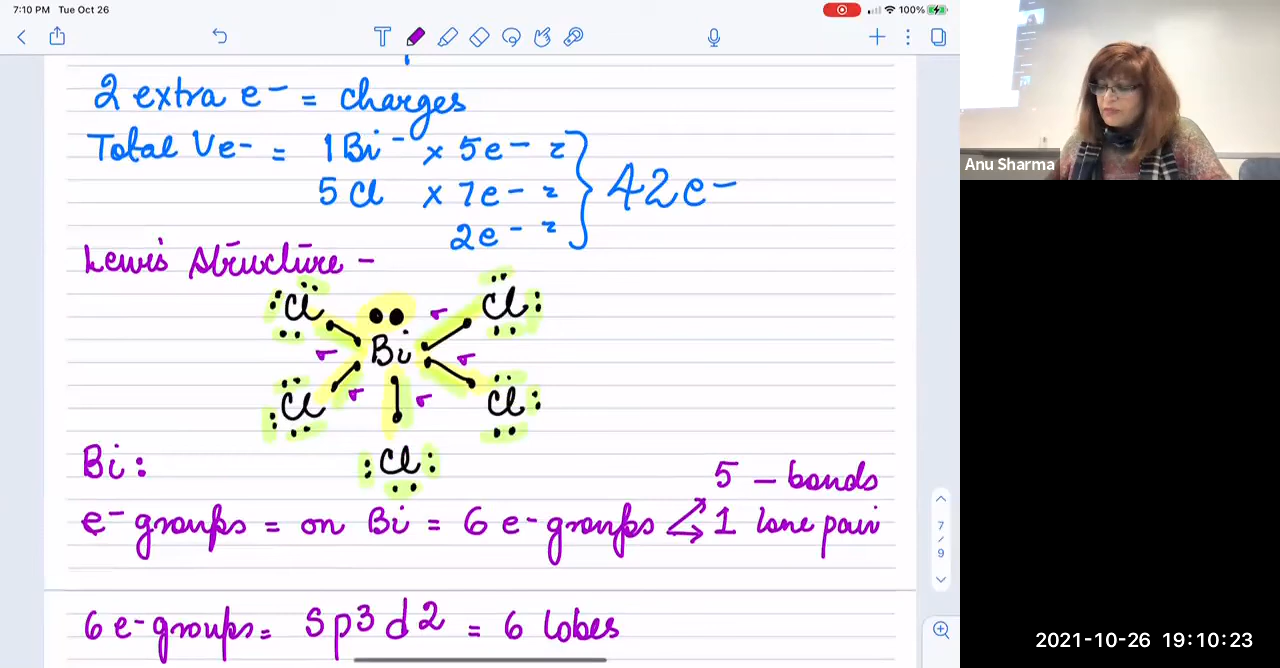 7:10 PM Tue Oct 26
100%
2 extra e- = charges
Total Ve- = 1 Bi - x 5e- =
5 Cl x 7e- =
2e- =
42e-
Lewis Structure -
Cl Cl
σ
Bi
σ σ
σ σ
Cl Cl
Cl
Bi:
5 - bonds
e- groups = on Bi = 6 e- groups 1 lone pair
6 e- groups = sp3d2 = 6 lobes
7/9
Anu Sharma
2021-10-26 19:10:23